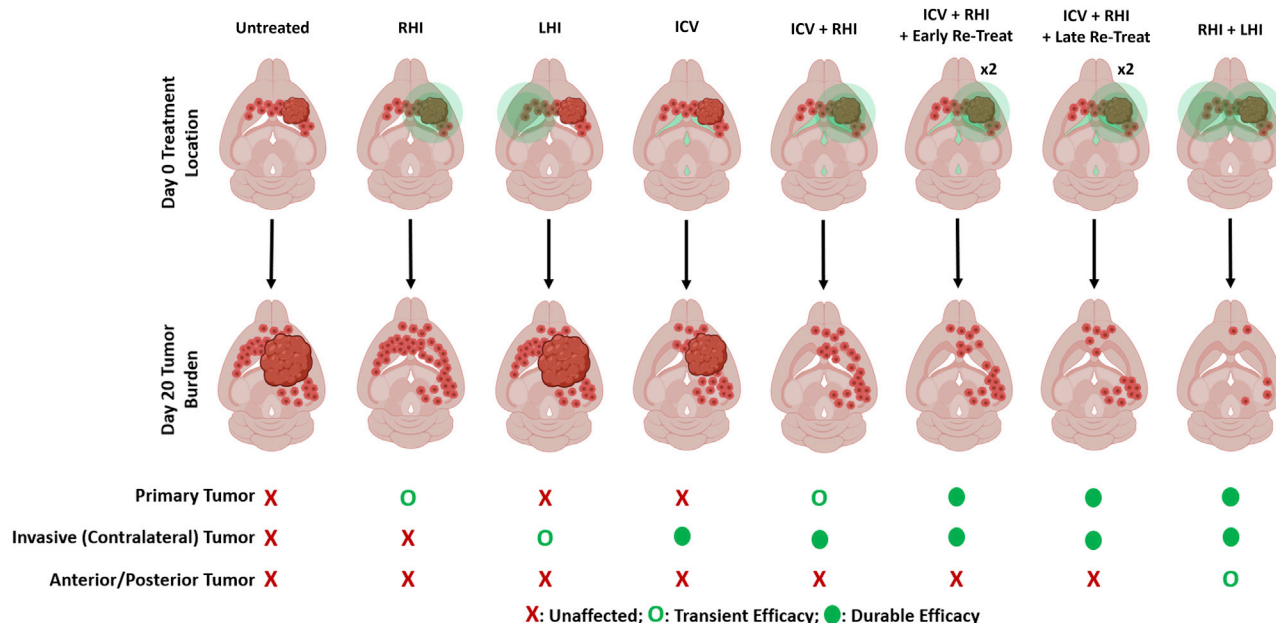 Untreated
RHI
LHI
ICV
ICV + RHI
ICV + RHI
+ Early Re-Treat
x2
ICV + RHI
+ Late Re-Treat
x2
RHI + LHI
Day 0 Treatment
Location
Day 20 Tumor
Burden
Primary Tumor X O X X O
Invasive (Contralateral) Tumor X X O
Anterior/Posterior Tumor X X X X X X X O
X: Unaffected; O: Transient Efficacy; ●: Durable Efficacy